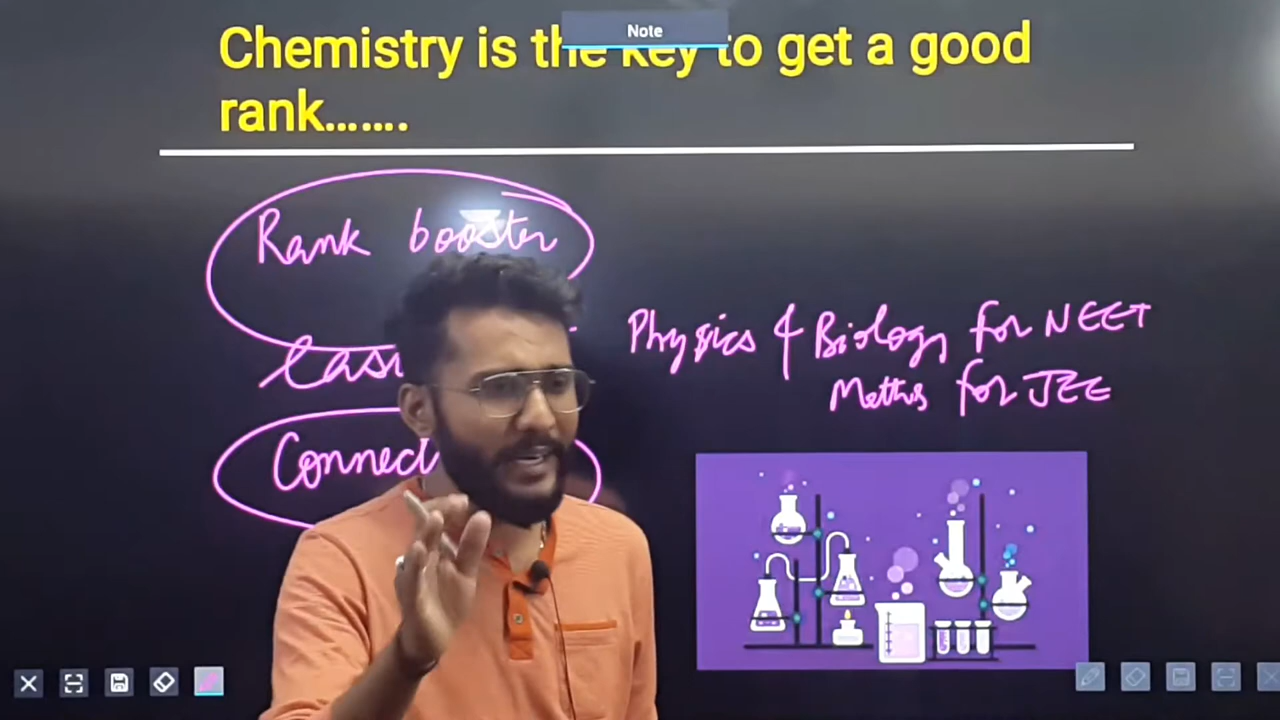 Note
Chemistry is the key to get a good
rank.......
Rank booster
Physics & Biology for NEET
Maths for JEE